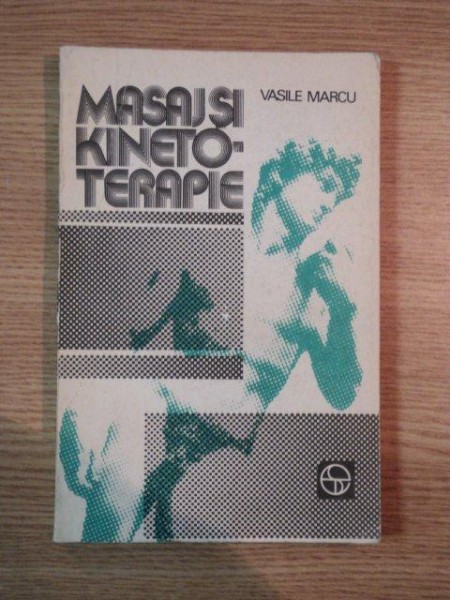 MASAJ ȘI
KINETO-
TERAPIE
VASILE MARCU